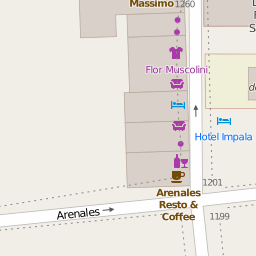 Massimo
1260
Flor Muscolini
Hotel Impala
1201
Arenales
Arenales
Resto &
Coffee
1199